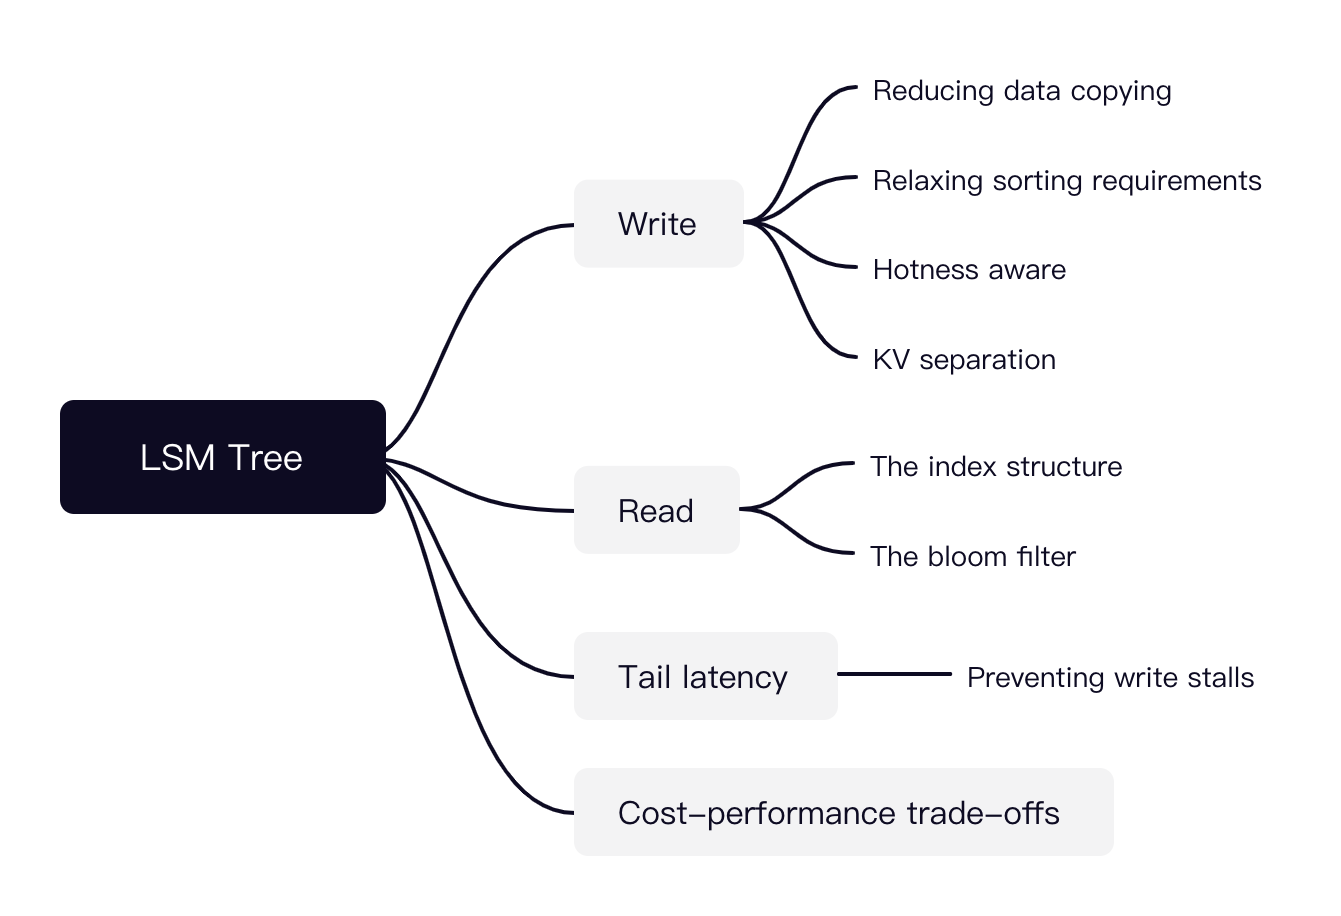 LSM Tree
Write
Reducing data copying
Relaxing sorting requirements
Hotness aware
KV separation
Read
The index structure
The bloom filter
Tail latency
Preventing write stalls
Cost–performance trade–offs